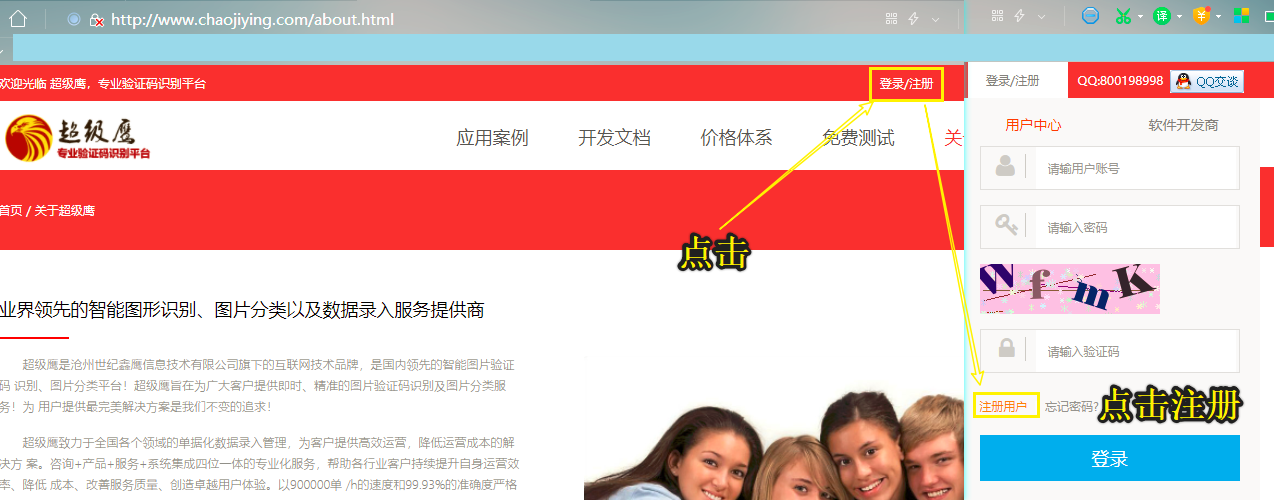 http://www.chaojiying.com/about.html
译
欢迎光临 超级鹰，专业验证码识别平台
登录/注册
登录/注册
QQ:800198998
QQ交谈
超级鹰
专业验证码识别平台
应用案例
开发文档
价格体系
免费测试
关
用户中心
软件开发商
请输用户账号
首页 / 关于超级鹰
点击
请输入密码
WfmK
业界领先的智能图形识别、图片分类以及数据录入服务提供商
请输入验证码
超级鹰是沧州世纪鑫鹰信息技术有限公司旗下的互联网技术品牌，是国内领先的智能图片验证
码 识别、图片分类平台！超级鹰旨在为广大客户提供即时、精准的图片验证码识别及图片分类服
务！为 用户提供最完美解决方案是我们不变的追求！
注册用户
忘记密码?
点击注册
超级鹰致力于全国各个领域的单据化数据录入管理，为客户提供高效运营，降低运营成本的解
决方 案。咨询+产品+服务+系统集成四位一体的专业化服务，帮助各行业客户持续提升自身运营效
率、降低 成本、改善服务质量、创造卓越用户体验。以900000单 /h的速度和99.93%的准确度严格
登录